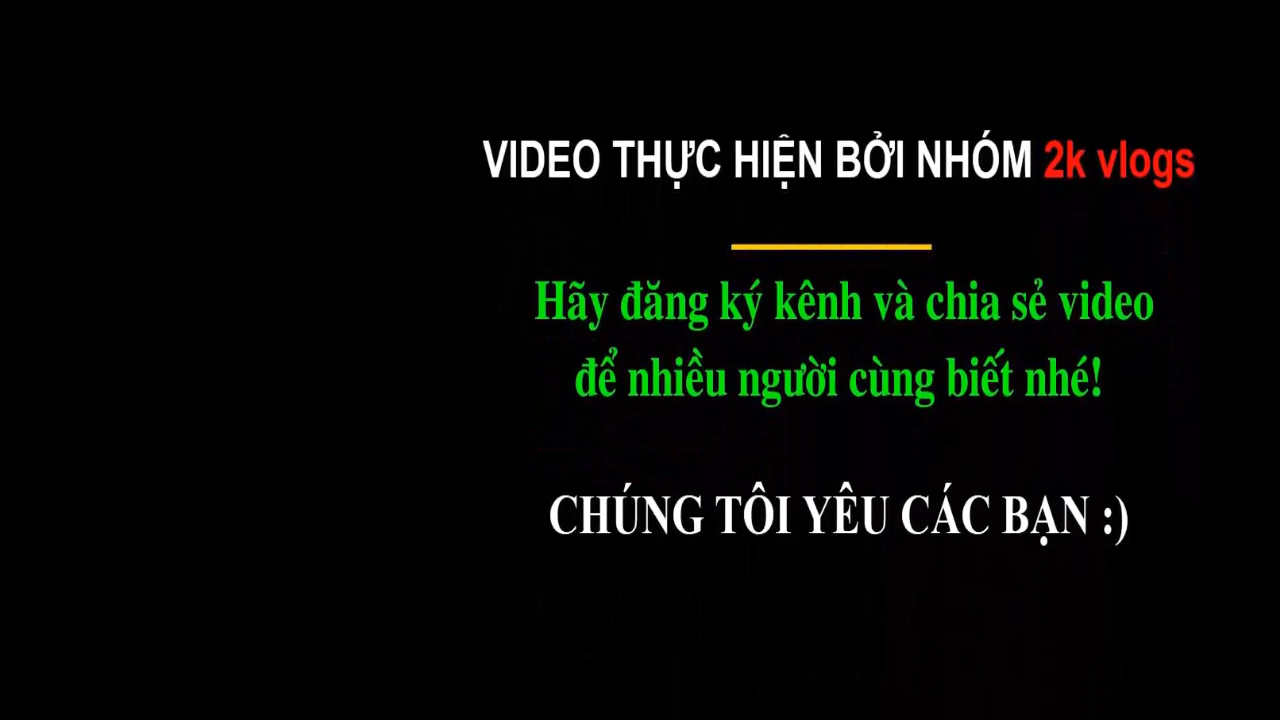 VIDEO THỰC HIỆN BỞI NHÓM 2k vlogs
Hãy đăng ký kênh và chia sẻ video
để nhiều người cùng biết nhé!
CHÚNG TÔI YÊU CÁC BẠN :)